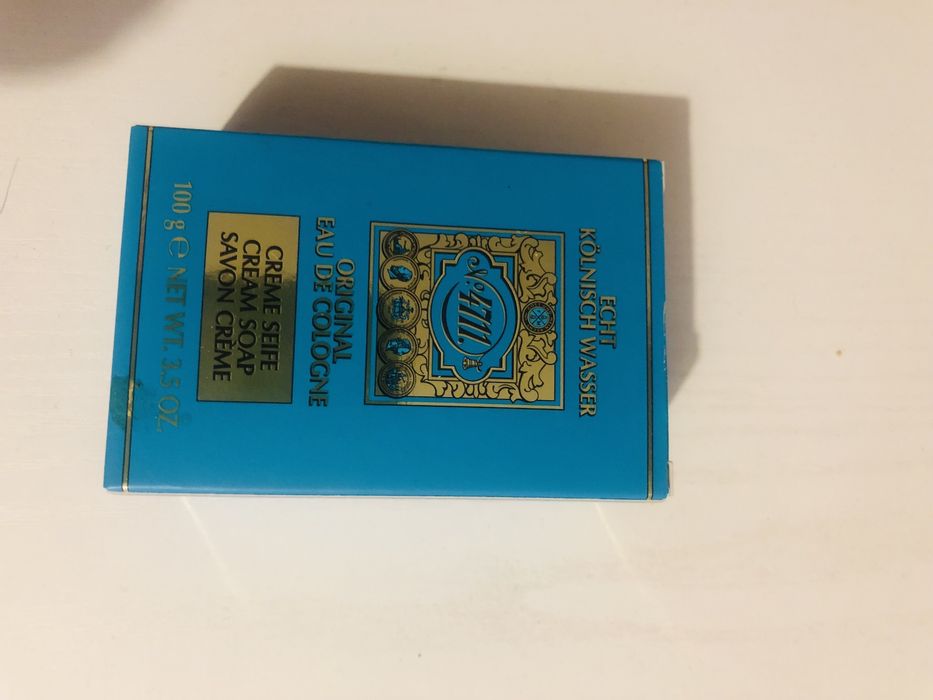 ECHT
KÖLNISCH WASSER
Nº.4711.
ORIGINAL
EAU DE COLOGNE
CREME SEIFE
CREAM SOAP
SAVON CRÈME
100 g ℮ NET WT. 3.5 OZ.